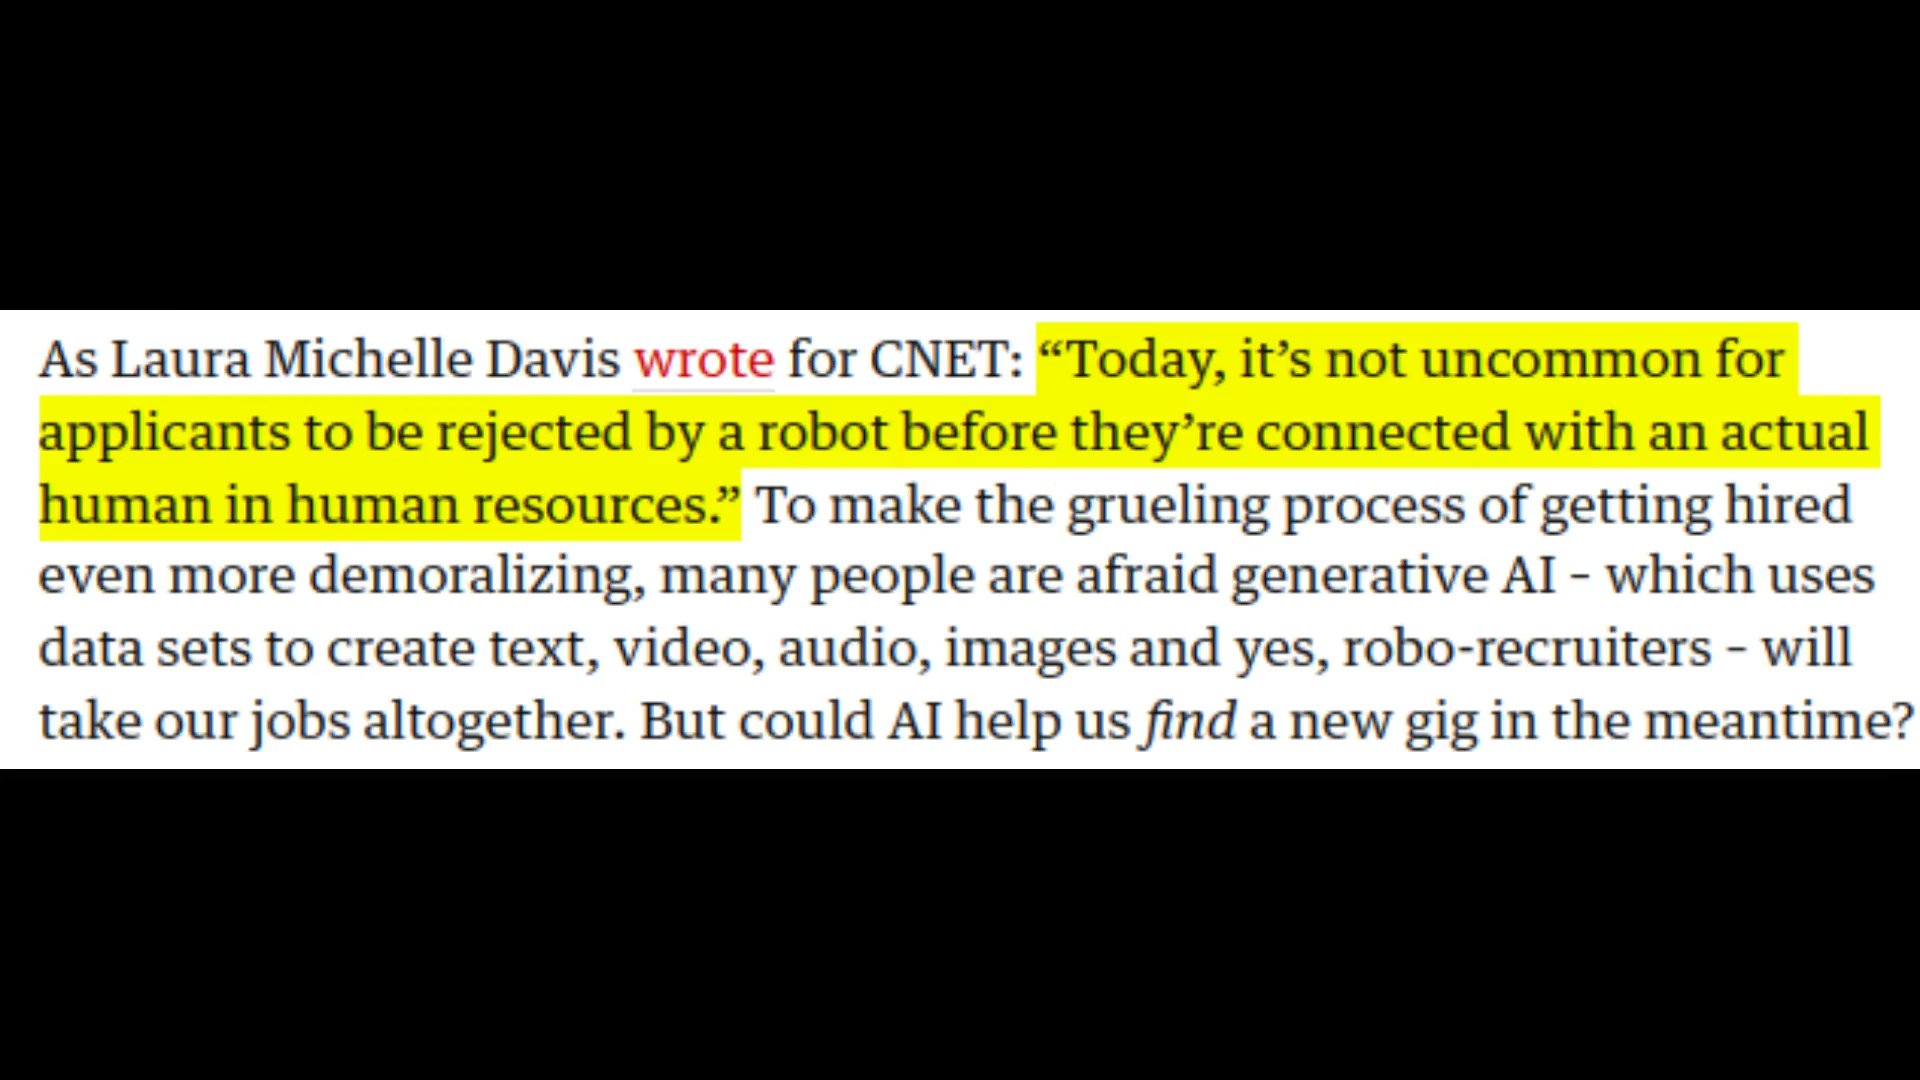 As Laura Michelle Davis wrote for CNET: “Today, it’s not uncommon for
applicants to be rejected by a robot before they’re connected with an actual
human in human resources.” To make the grueling process of getting hired
even more demoralizing, many people are afraid generative AI – which uses
data sets to create text, video, audio, images and yes, robo-recruiters – will
take our jobs altogether. But could AI help us find a new gig in the meantime?